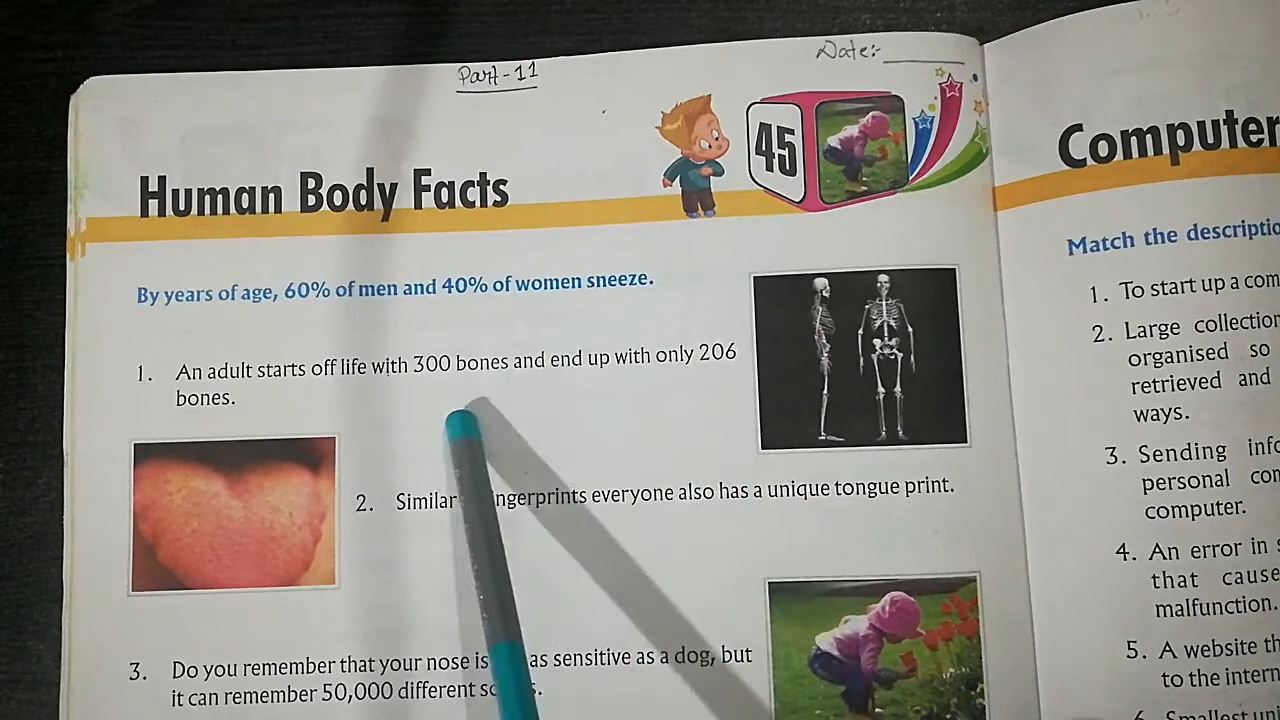 Part-11
Date:-
45
Human Body Facts
By years of age, 60% of men and 40% of women sneeze.
1. An adult starts off life with 300 bones and end up with only 206
bones.
2. Similar ngerprints everyone also has a unique tongue print.
3. Do you remember that your nose is as sensitive as a dog, but
it can remember 50,000 different
Computer
Match the descriptio
1. To start up a com
2. Large collection
organised so
retrieved and
ways.
3. Sending info
personal com
computer.
4. An error in
that cause
malfunction.
5. A website th
to the intern
6. Smallest uni